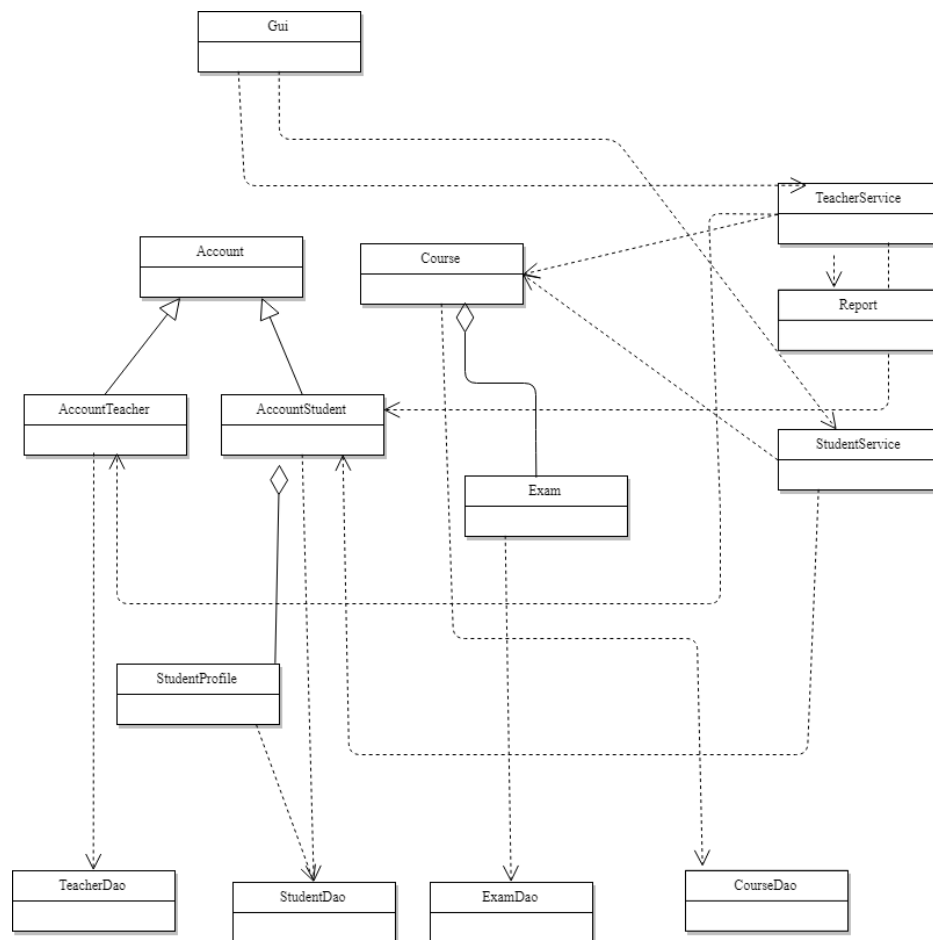 Gui
TeacherService
Account
Course
Report
AccountTeacher
AccountStudent
StudentService
Exam
StudentProfile
TeacherDao
StudentDao
ExamDao
CourseDao